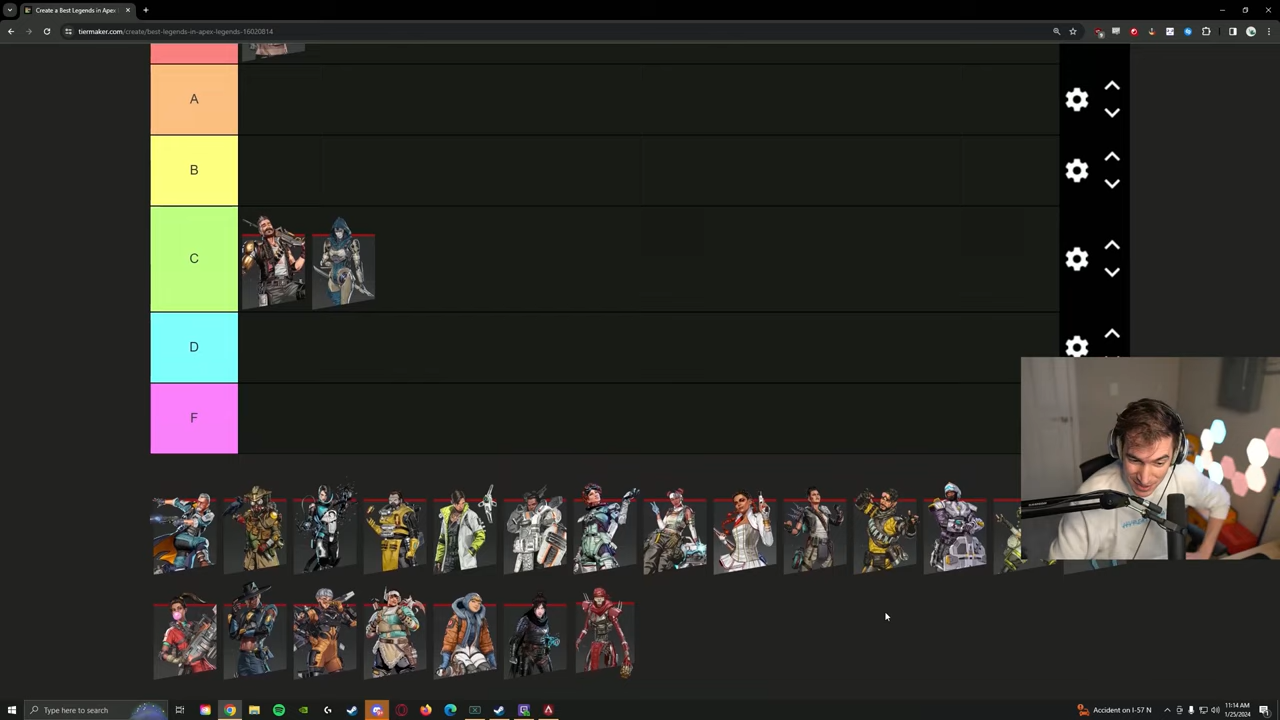 Create a Best Legends in Apex
tiermaker.com/create/best-legends-in-apex-legends-16020814
A
B
C
D
F
Type here to search
Accident on I-57 N
11:14 AM
1/25/2024